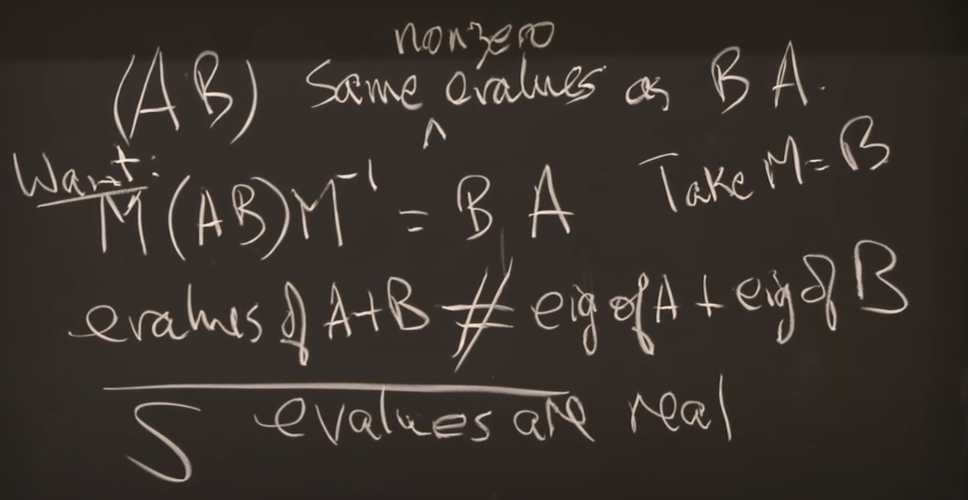 nonzero
(AB) Same ^ evalues as BA.
Want: M(AB)M⁻¹ = BA Take M=B
evalues of A+B ≠ eig of A + eig of B
S evalues are real